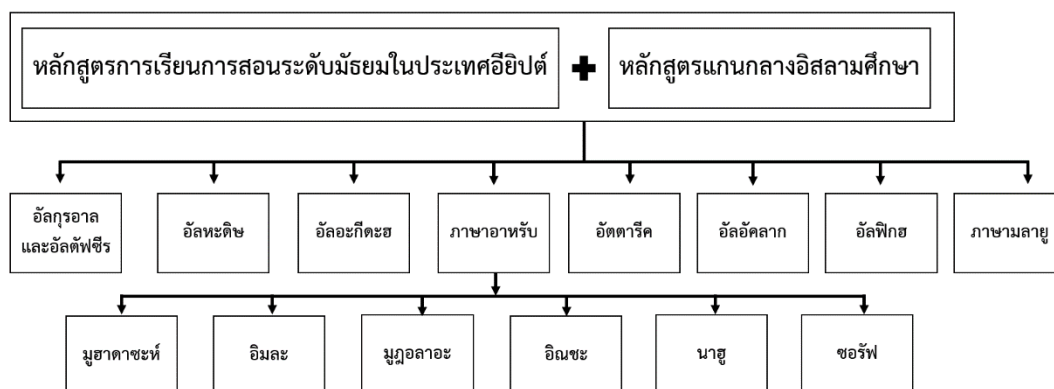 หลักสูตรการเรียนการสอนระดับมัธยมในประเทศอียิปต์ + หลักสูตรแกนกลางอิสลามศึกษา
อัลกุรอาล
และอัลตัฟซีร
อัลหะดิษ
อัลอะกีตะฮ
ภาษาอาหรับ
อัตตารีค
อัลอัคลาก
อัลฟิกฮ
ภาษามลายู
มูฮาดาซะห์
อิมละ
มูฎอลาอะ
อิณชะ
นาฮู
ซอรัฟ